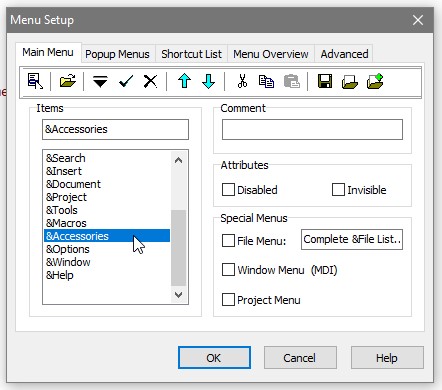 Menu Setup
Main Menu
Popup Menus
Shortcut List
Menu Overview
Advanced
Items
&Accessories
&Search
&Insert
&Document
&Project
&Tools
&Macros
&Accessories
&Options
&Window
&Help
Comment
Attributes
Disabled
Invisible
Special Menus
File Menu:
Complete &File List..
Window Menu (MDI)
Project Menu
OK
Cancel
Help